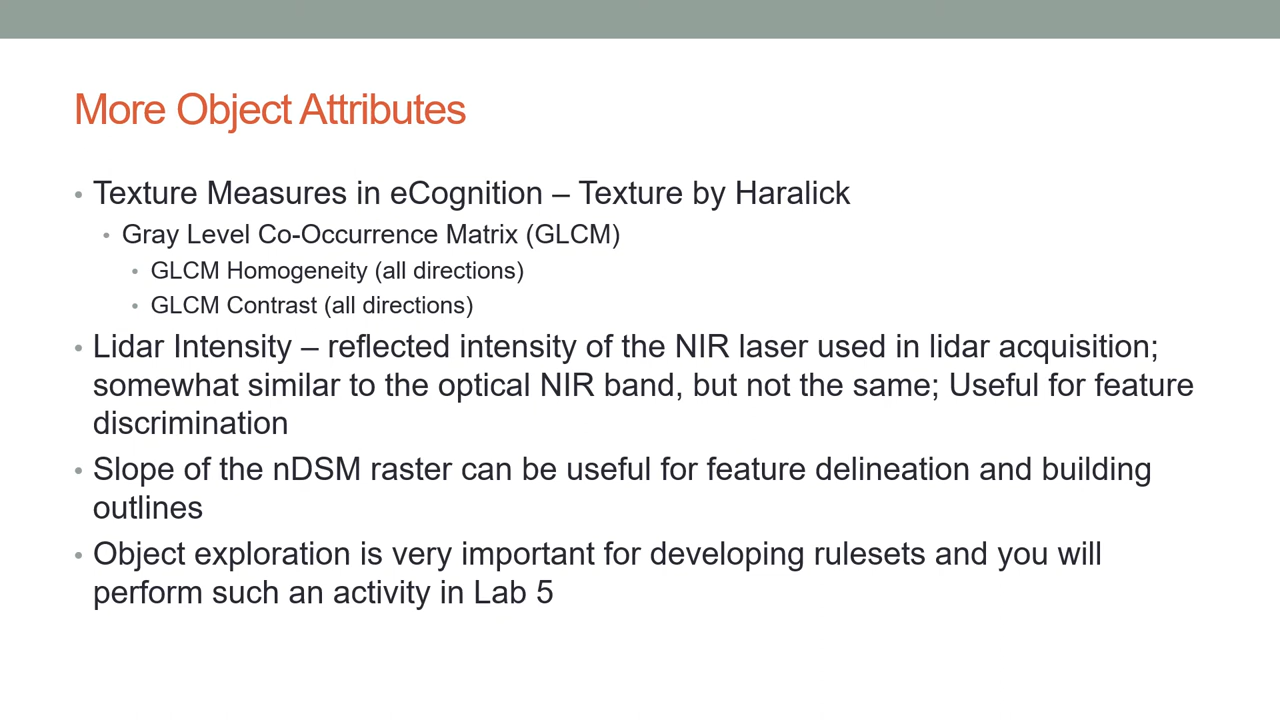 More Object Attributes
• Texture Measures in eCognition – Texture by Haralick
• Gray Level Co-Occurrence Matrix (GLCM)
• GLCM Homogeneity (all directions)
• GLCM Contrast (all directions)
• Lidar Intensity – reflected intensity of the NIR laser used in lidar acquisition;
somewhat similar to the optical NIR band, but not the same; Useful for feature
discrimination
• Slope of the nDSM raster can be useful for feature delineation and building
outlines
• Object exploration is very important for developing rulesets and you will
perform such an activity in Lab 5